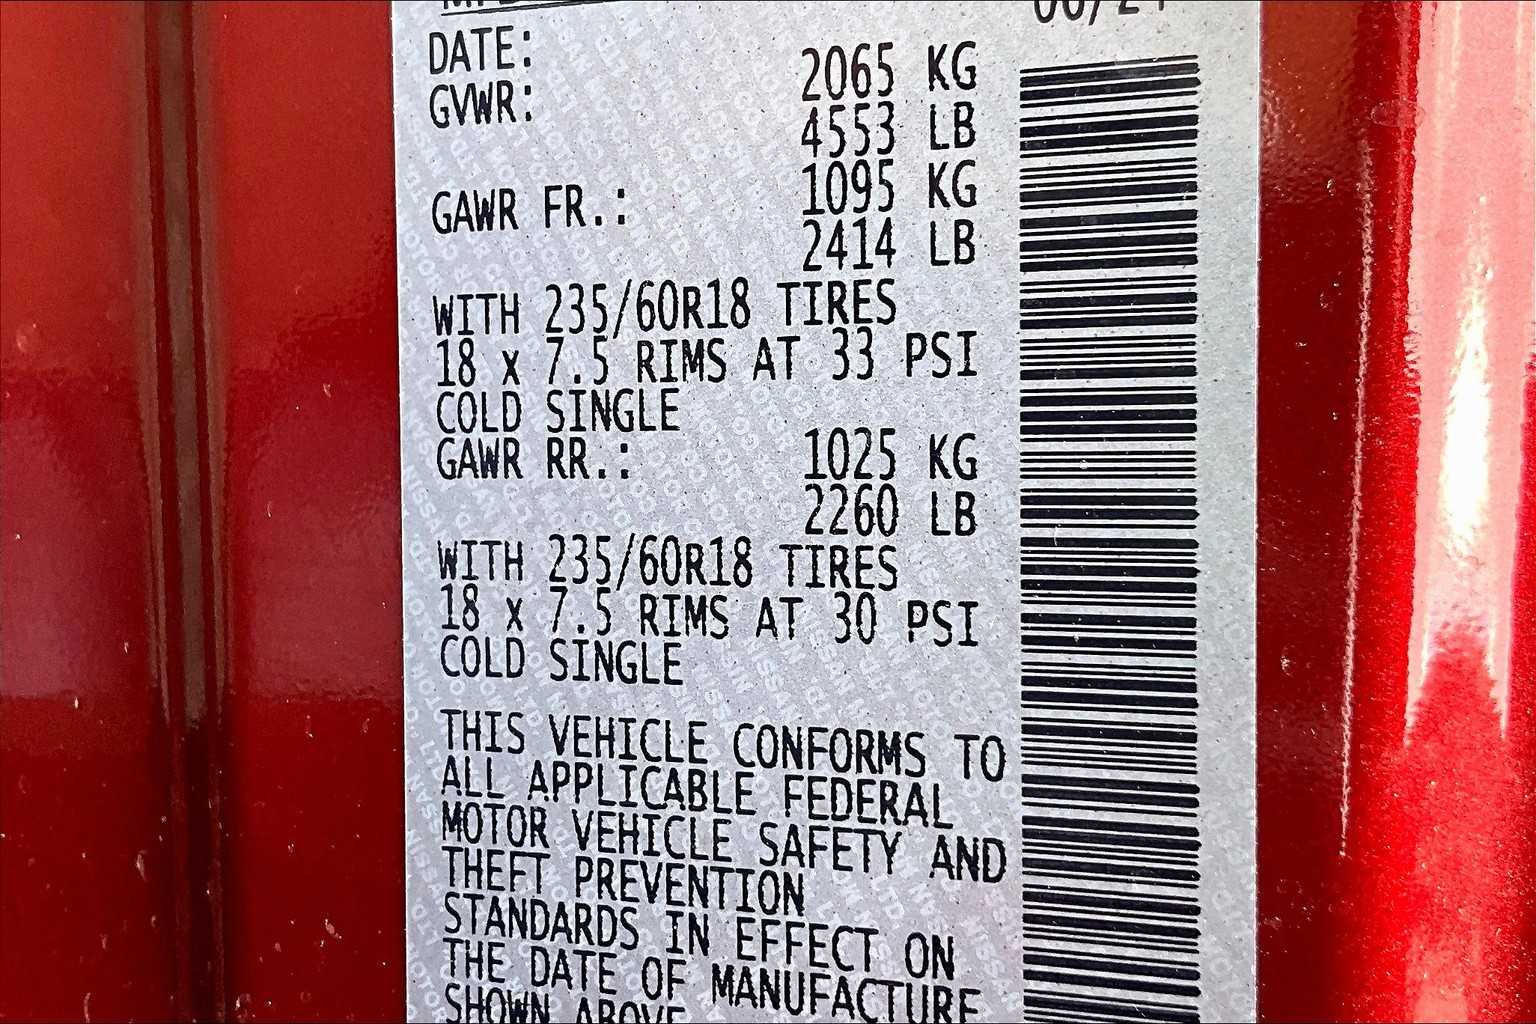 DATE:
GVWR: 2065 KG
4553 LB
GAWR FR.: 1095 KG
2414 LB
WITH 235/60R18 TIRES
18 x 7.5 RIMS AT 33 PSI
COLD SINGLE
GAWR RR.: 1025 KG
2260 LB
WITH 235/60R18 TIRES
18 x 7.5 RIMS AT 30 PSI
COLD SINGLE
THIS VEHICLE CONFORMS TO
ALL APPLICABLE FEDERAL
MOTOR VEHICLE SAFETY AND
THEFT PREVENTION
STANDARDS IN EFFECT ON
THE DATE OF MANUFACTURE
SHOWN ABOVE